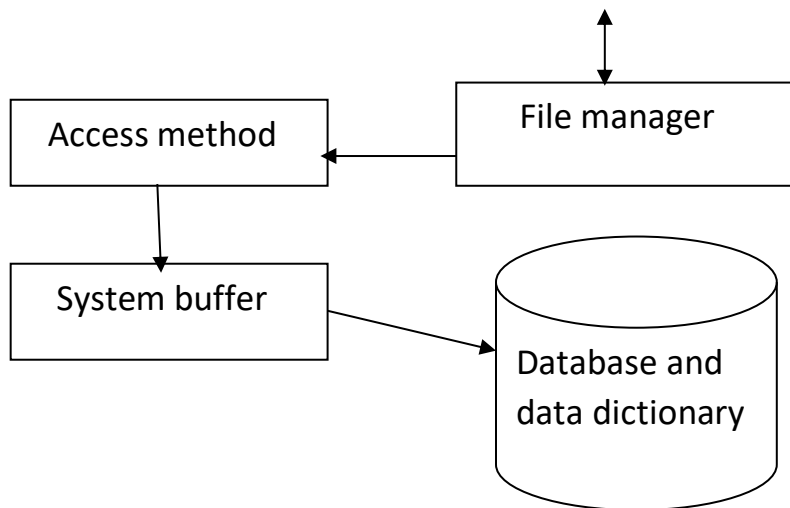 File manager
Access method
System buffer
Database and
data dictionary